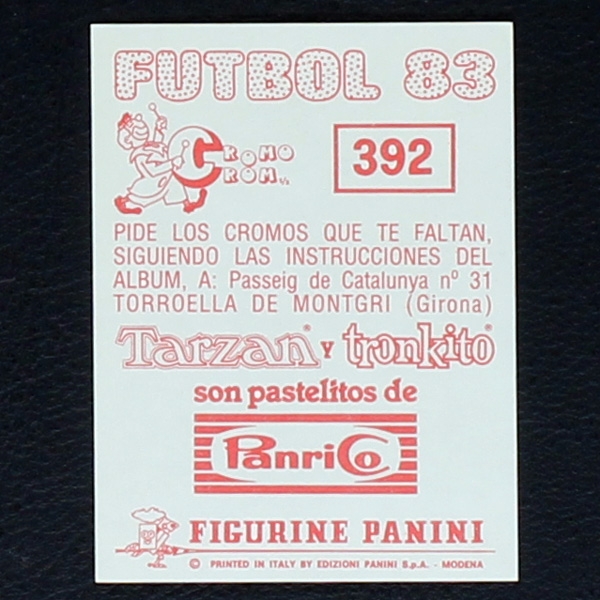 FUTBOL 83
CROMO
CROM
392
PIDE LOS CROMOS QUE TE FALTAN,
SIGUIENDO LAS INSTRUCCIONES DEL
ALBUM, A: Passeig de Catalunya nº 31
TORROELLA DE MONTGRI (Girona)
Tarzan® Y tronkito®
son pastelitos de
PanriCo
FIGURINE PANINI
© PRINTED IN ITALY BY EDIZIONI PANINI S.p.A. - MODENA